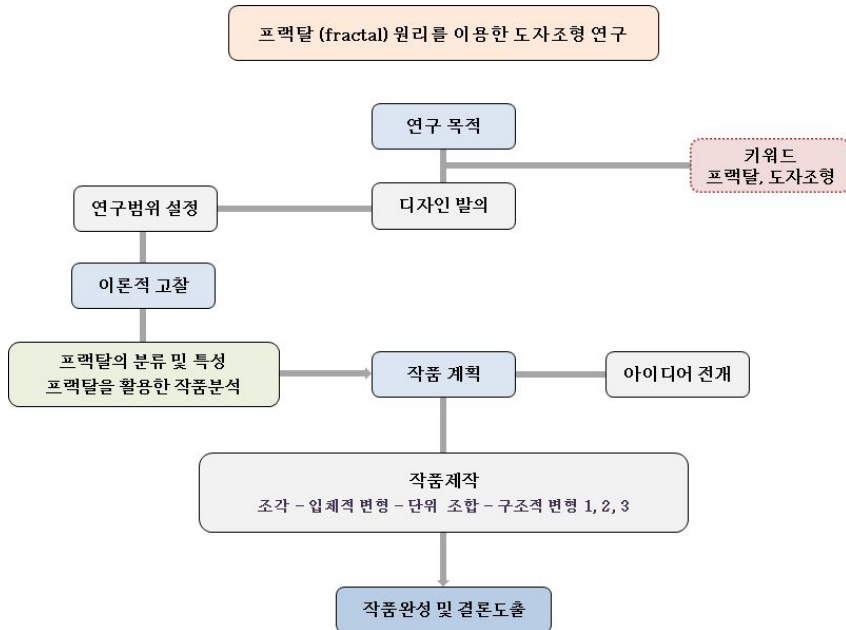 프랙탈 (fractal) 원리를 이용한 도자조형 연구
연구 목적
키워드
프랙탈, 도자조형
디자인 발의
연구범위 설정
이론적 고찰
프랙탈의 분류 및 특성
프랙탈을 활용한 작품분석
작품 계획
아이디어 전개
작품제작
조각 – 입체적 변형 – 단위 조합 – 구조적 변형 1, 2, 3
작품완성 및 결론도출